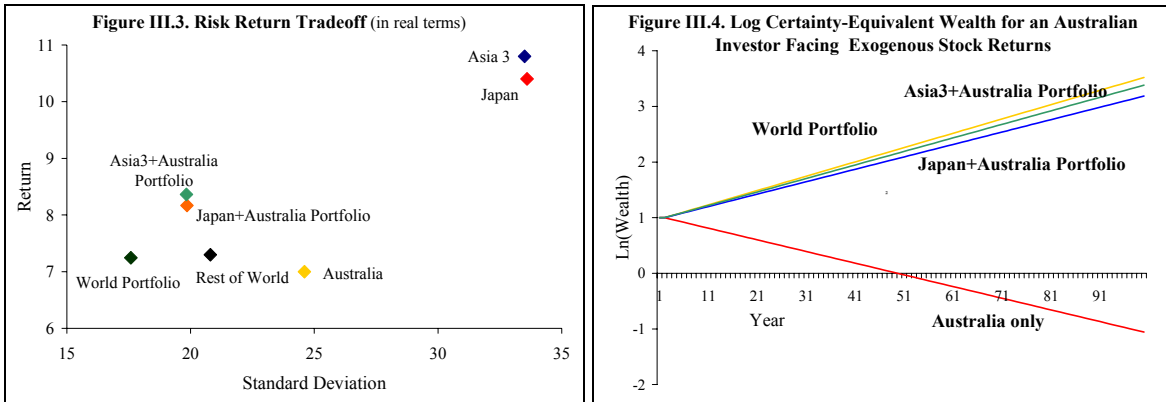 Figure III.3. Risk Return Tradeoff (in real terms)
11
10
9
8
7
6
Return
Asia 3
Japan
Asia3+Australia
Portfolio
Japan+Australia Portfolio
World Portfolio
Rest of World
Australia
15 20 25 30 35
Standard Deviation
Figure III.4. Log Certainty-Equivalent Wealth for an Australian
Investor Facing Exogenous Stock Returns
4
3
2
1
0
-1
-2
Ln(Wealth)
Asia3+Australia Portfolio
World Portfolio
Japan+Australia Portfolio
2
1 11 21 31 41 51 61 71 81 91
Year
Australia only